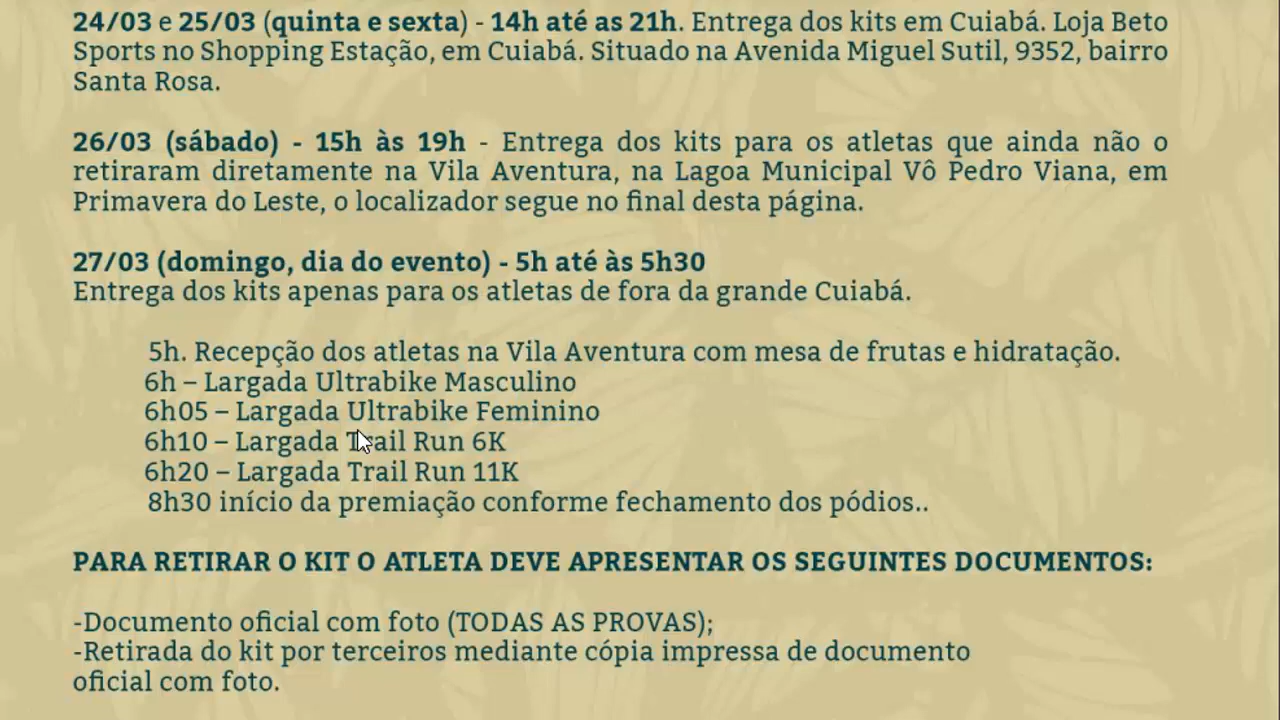 24/03 e 25/03 (quinta e sexta) - 14h até as 21h. Entrega dos kits em Cuiabá. Loja Beto
Sports no Shopping Estação, em Cuiabá. Situado na Avenida Miguel Sutil, 9352, bairro
Santa Rosa.
26/03 (sábado) - 15h às 19h - Entrega dos kits para os atletas que ainda não o
retiraram diretamente na Vila Aventura, na Lagoa Municipal Vô Pedro Viana, em
Primavera do Leste, o localizador segue no final desta página.
27/03 (domingo, dia do evento) - 5h até às 5h30
Entrega dos kits apenas para os atletas de fora da grande Cuiabá.
5h. Recepção dos atletas na Vila Aventura com mesa de frutas e hidratação.
6h – Largada Ultrabike Masculino
6h05 – Largada Ultrabike Feminino
6h10 – Largada Trail Run 6K
6h20 – Largada Trail Run 11K
8h30 início da premiação conforme fechamento dos pódios..
PARA RETIRAR O KIT O ATLETA DEVE APRESENTAR OS SEGUINTES DOCUMENTOS:
-Documento oficial com foto (TODAS AS PROVAS);
-Retirada do kit por terceiros mediante cópia impressa de documento
oficial com foto.